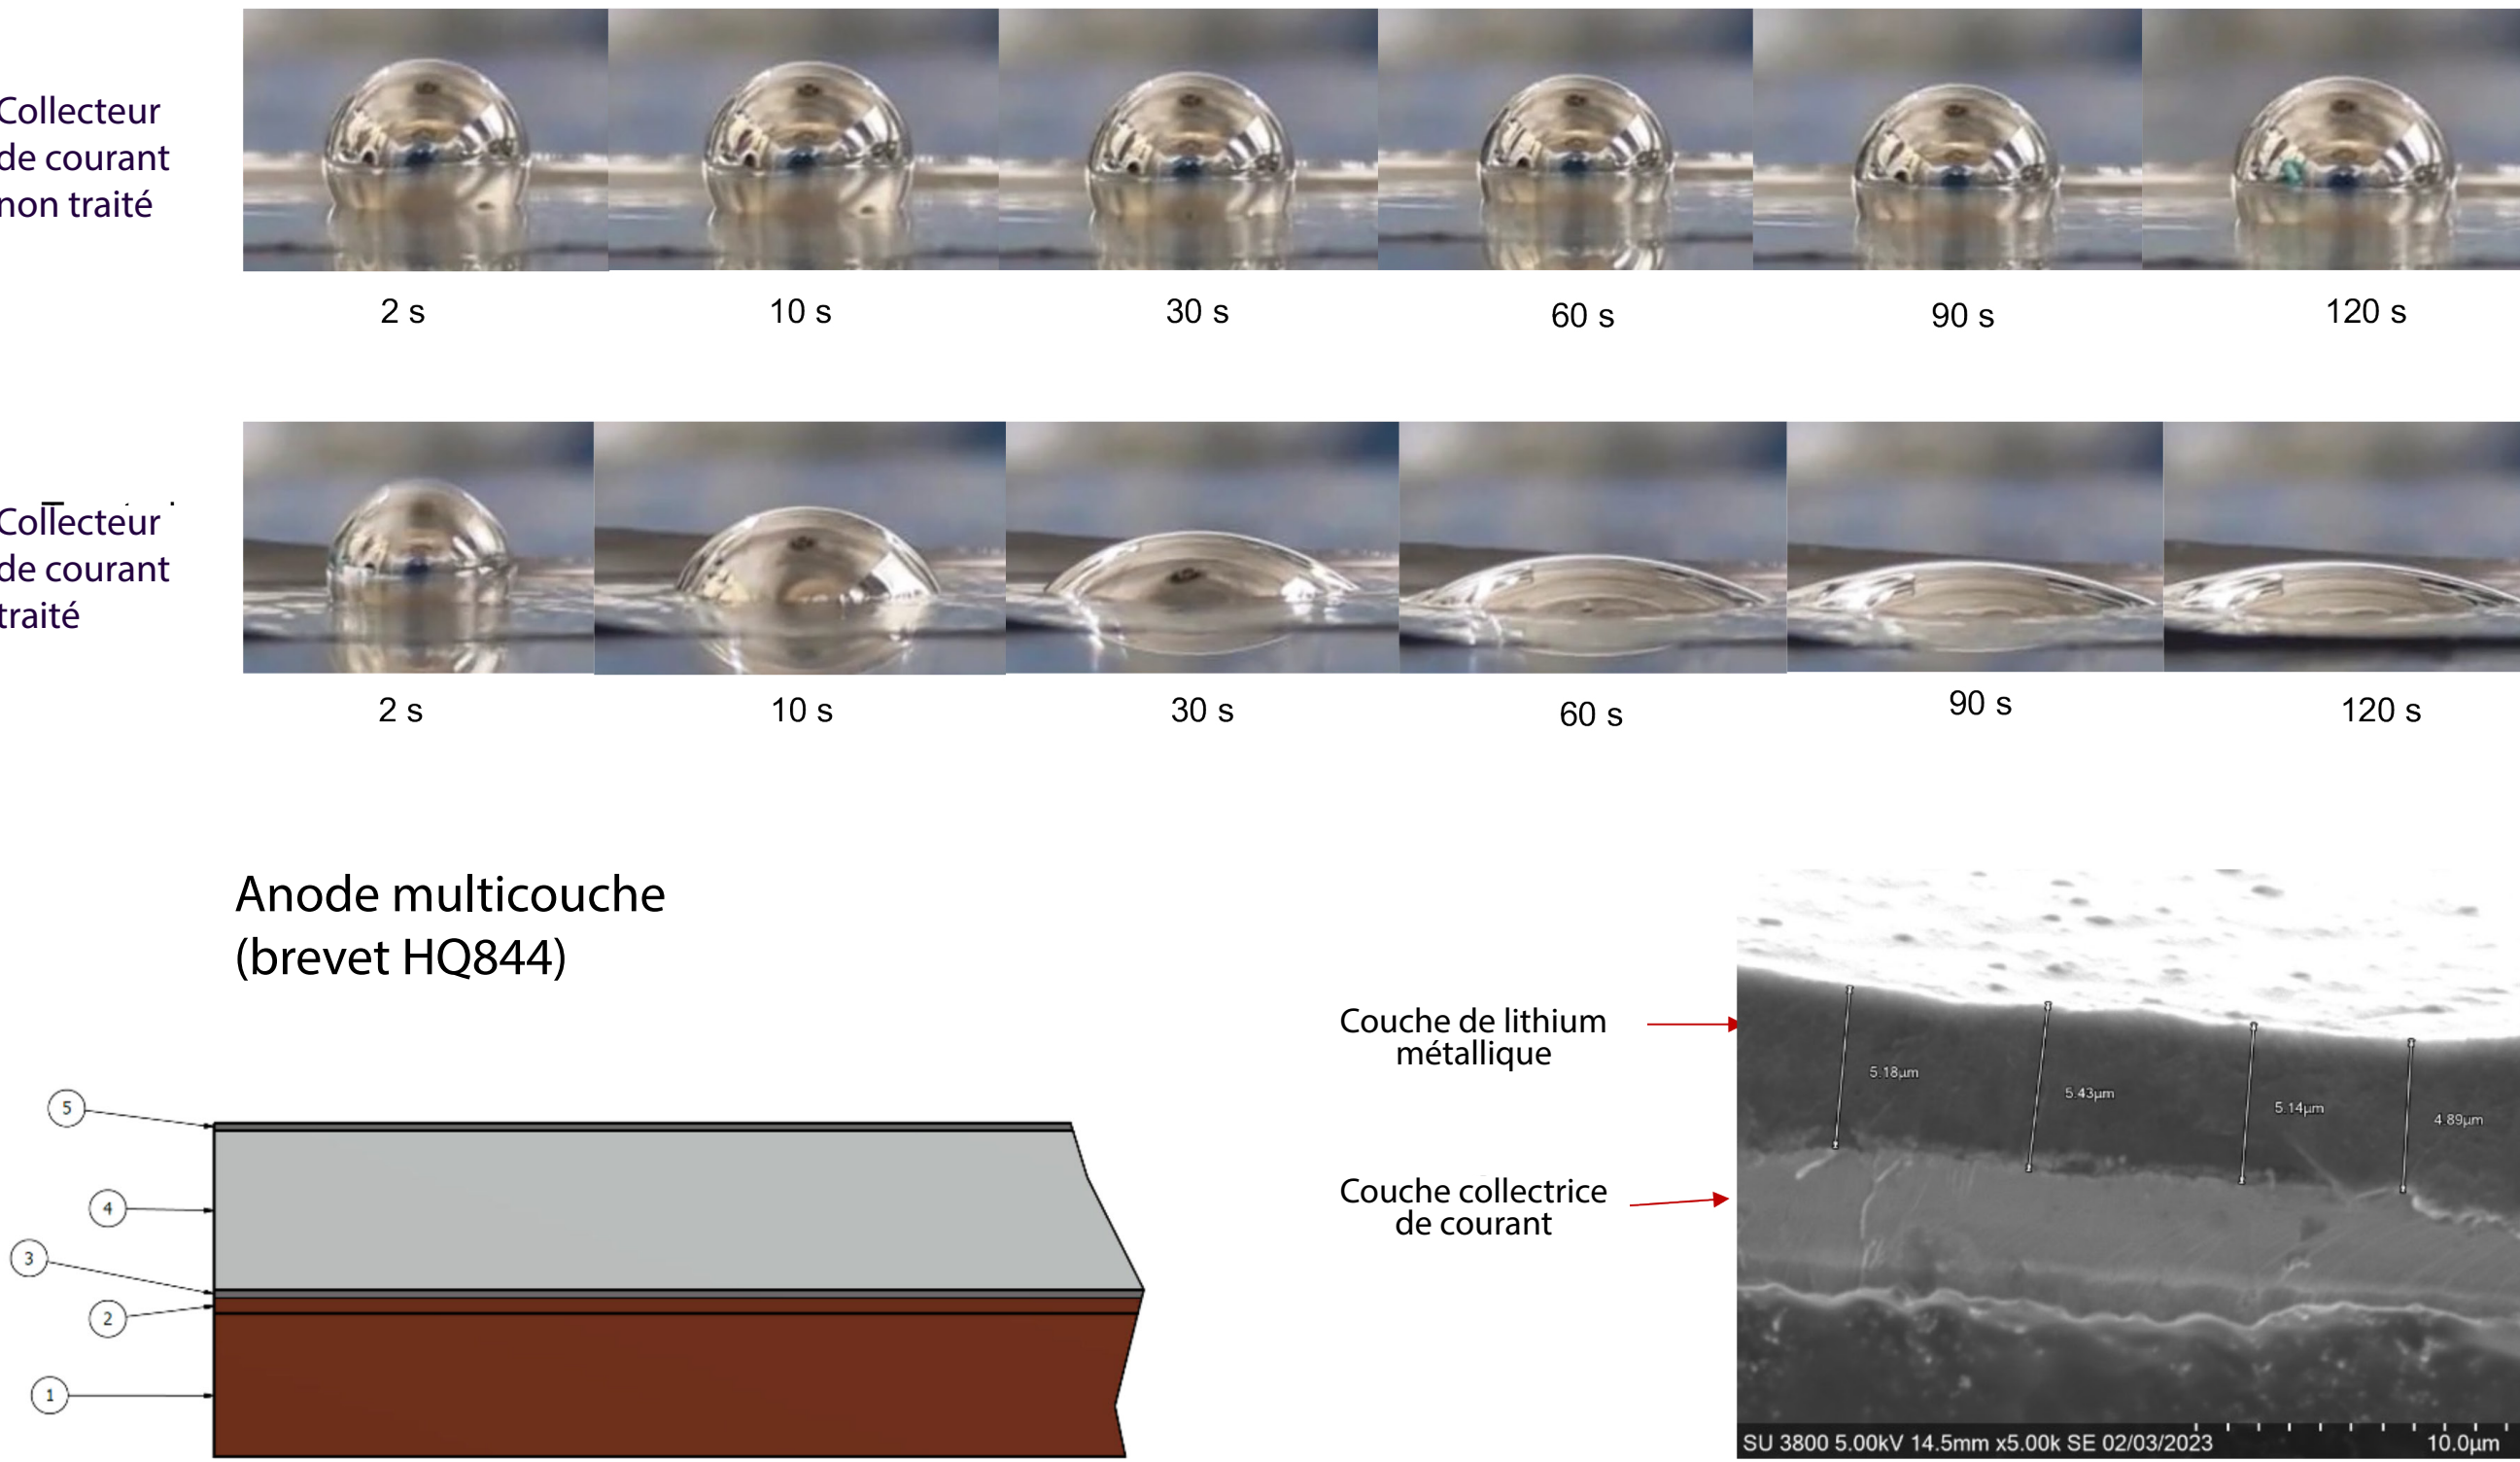 Collecteur
de courant
non traité
2 s
10 s
30 s
60 s
90 s
120 s
Collecteur
de courant
traité
2 s
10 s
30 s
60 s
90 s
120 s
Anode multicouche
(brevet HQ844)
5
4
3
2
1
Couche de lithium
métallique
Couche collectrice
de courant
5.18µm
5.43µm
5.14µm
4.89µm
SU 3800 5.00kV 14.5mm x5.00k SE 02/03/2023
10.0µm